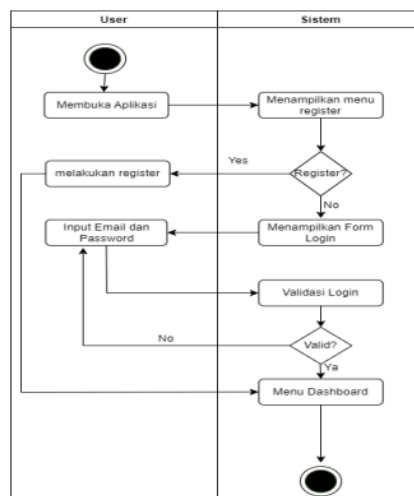 User
Sistem
Membuka Aplikasi
Menampilkan menu
register
Yes
Register?
melakukan register
No
Input Email dan
Password
Menampilkan Form
Login
Validasi Login
No
Valid?
Ya
Menu Dashboard